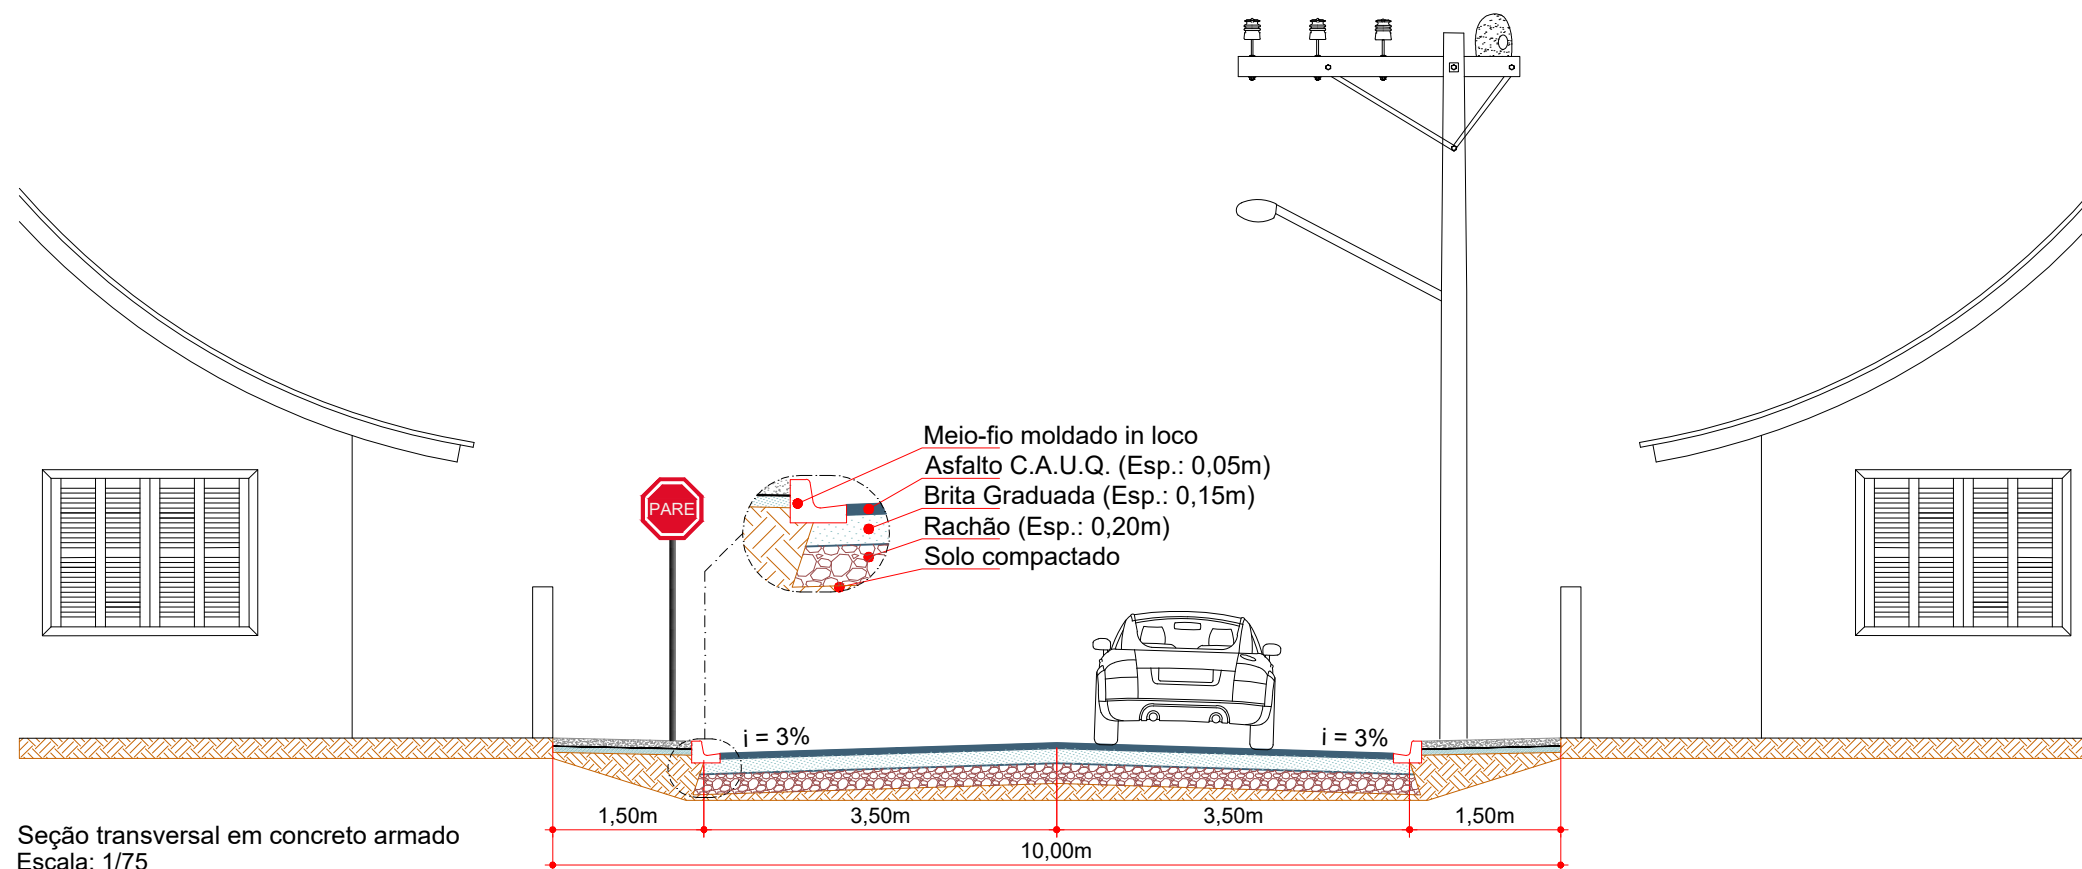 Meio-fio moldado in loco
Asfalto C.A.U.Q. (Esp.: 0,05m)
Brita Graduada (Esp.: 0,15m)
Rachão (Esp.: 0,20m)
Solo compactado
PARE
i = 3%
i = 3%
1,50m
3,50m
3,50m
1,50m
10,00m
Seção transversal em concreto armado
Escala: 1/75